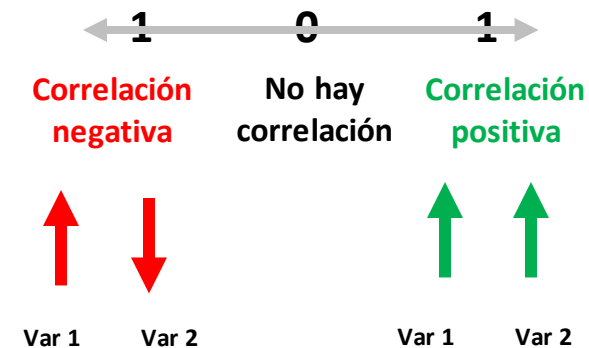 1 0 1
Correlación negativa
No hay correlación
Correlación positiva
Var 1 Var 2 Var 1 Var 2